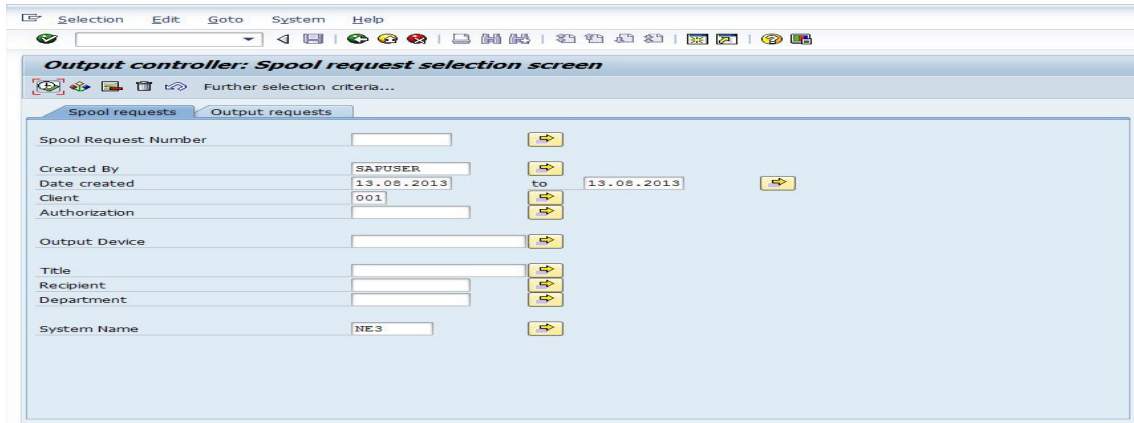 Selection Edit Goto System Help
Output controller: Spool request selection screen
Further selection criteria...
Spool requests Output requests
Spool Request Number
Created By SAPUSER
Date created 13.08.2013 to 13.08.2013
Client 001
Authorization
Output Device
Title
Recipient
Department
System Name NE3